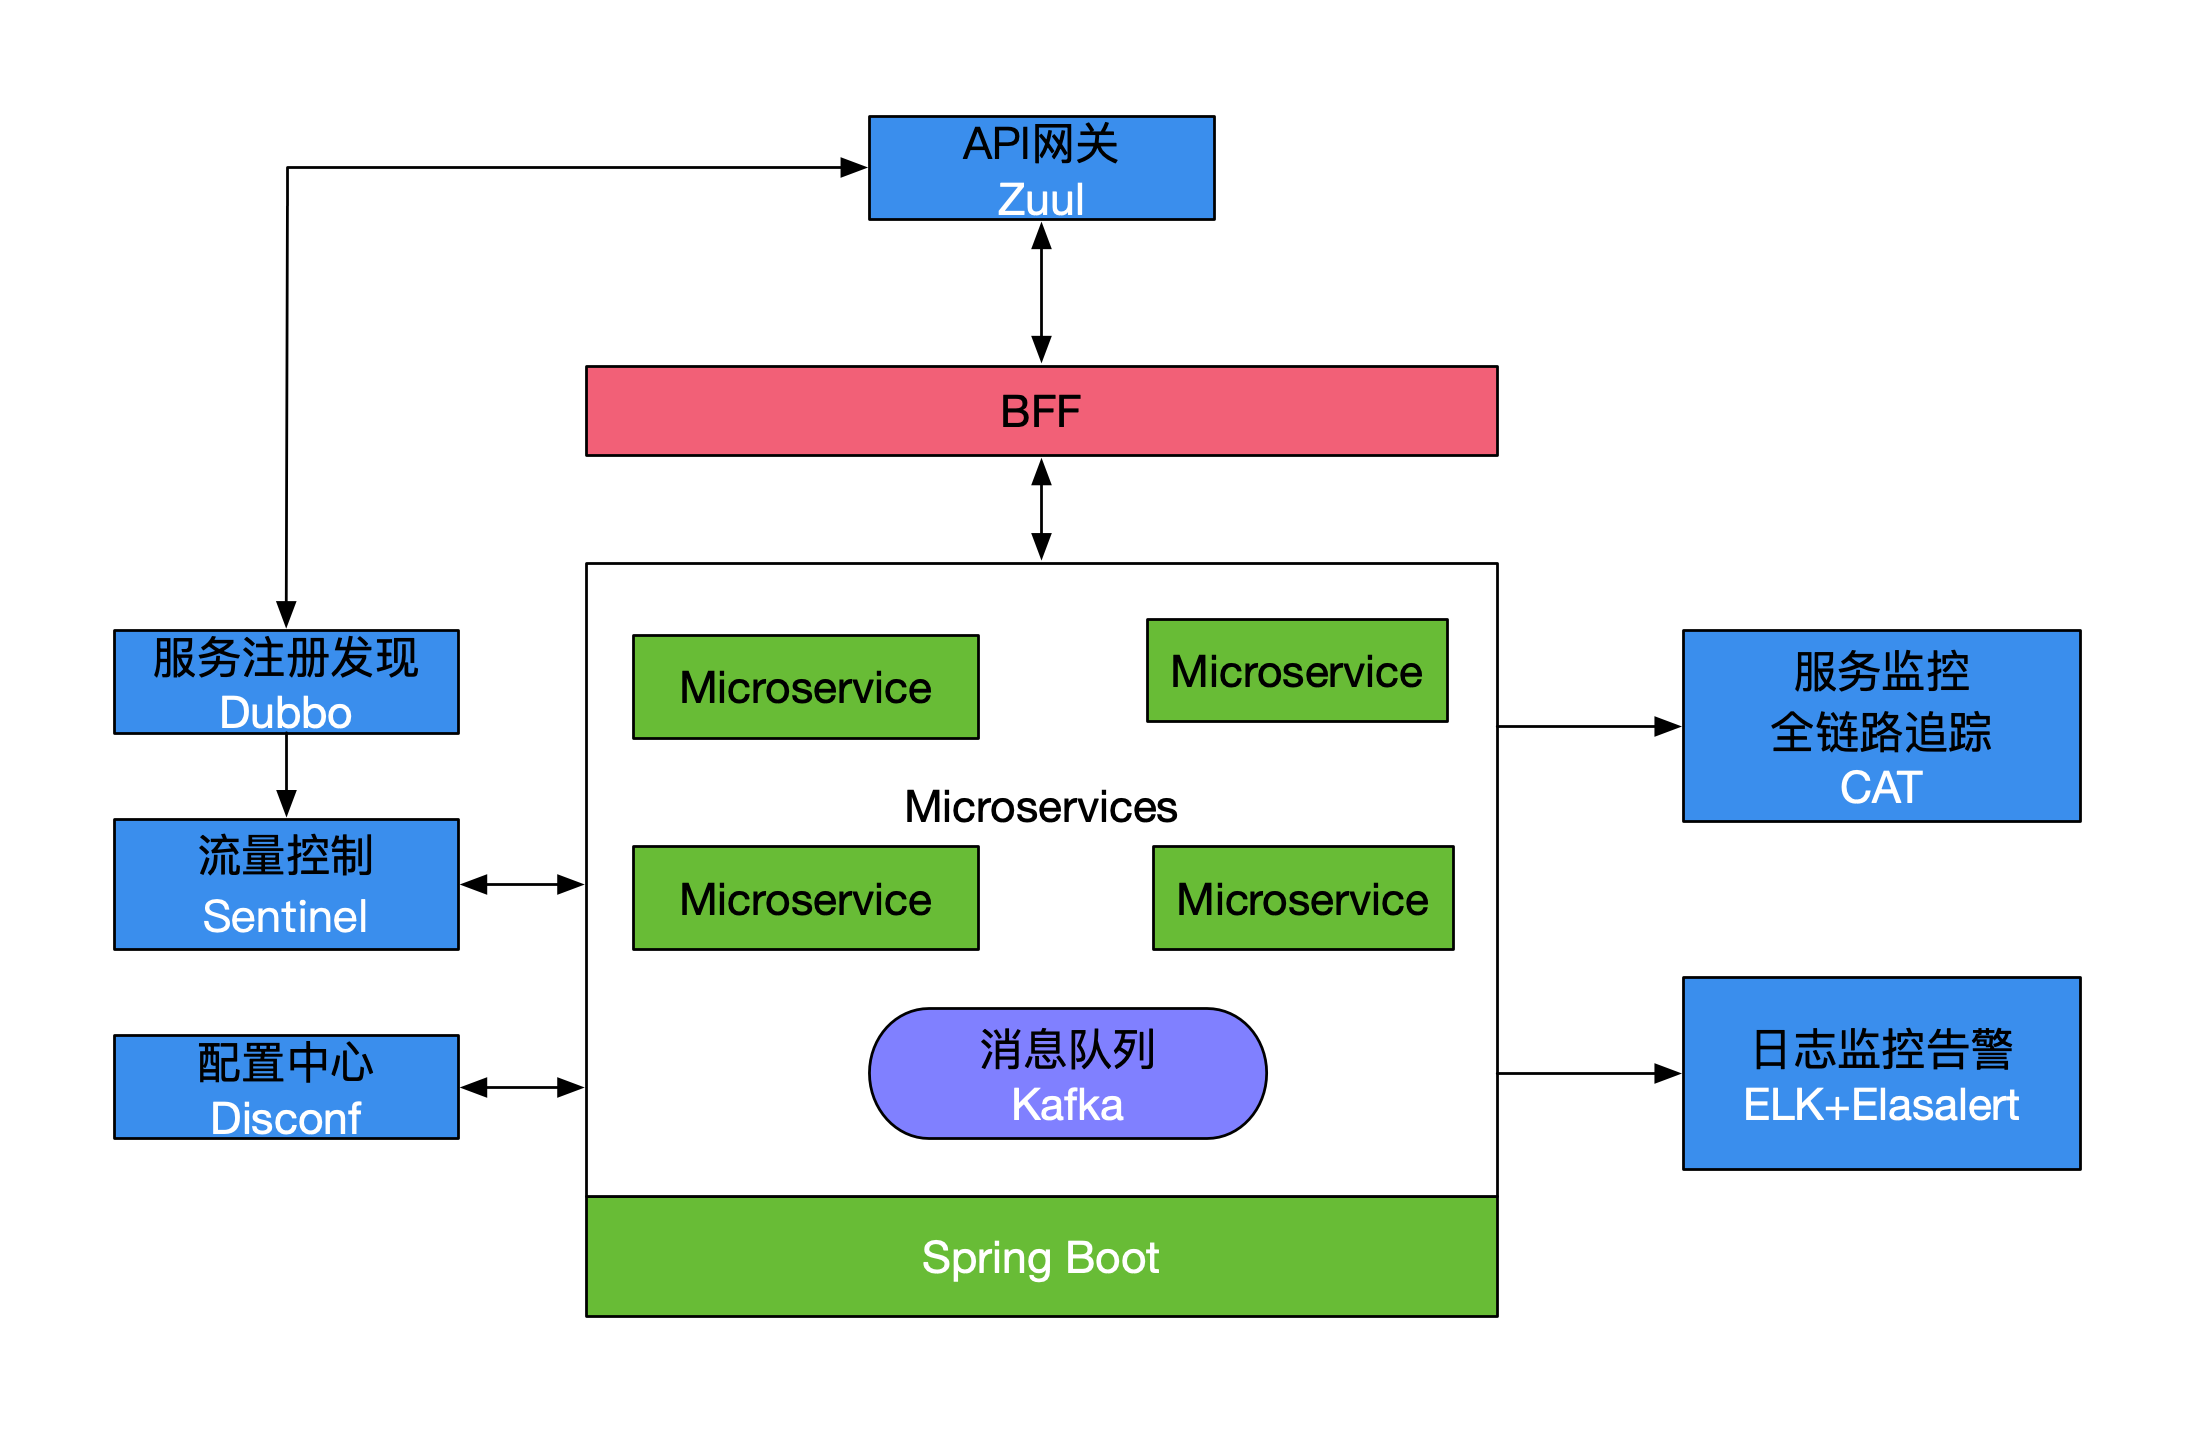 API网关
Zuul
BFF
服务注册发现
Dubbo
流量控制
Sentinel
配置中心
Disconf
Microservice
Microservice
Microservices
Microservice
Microservice
消息队列
Kafka
Spring Boot
服务监控
全链路追踪
CAT
日志监控告警
ELK+Elasalert